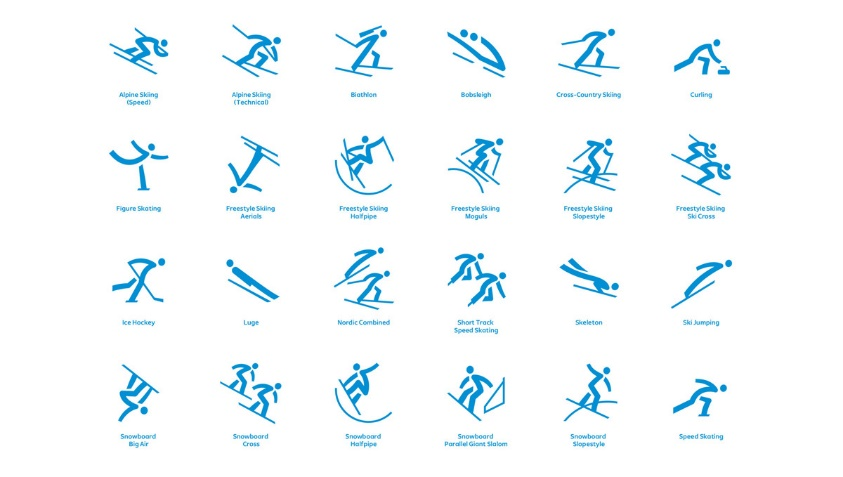 Alpine Skiing
(Speed)
Alpine Skiing
(Technical)
Biathlon
Bobsleigh
Cross-Country Skiing
Curling
Figure Skating
Freestyle Skiing
Aerials
Freestyle Skiing
Halfpipe
Freestyle Skiing
Moguls
Freestyle Skiing
Slopestyle
Freestyle Skiing
Ski Cross
Ice Hockey
Luge
Nordic Combined
Short Track
Speed Skating
Skeleton
Ski Jumping
Snowboard
Big Air
Snowboard
Cross
Snowboard
Halfpipe
Snowboard
Parallel Giant Slalom
Snowboard
Slopestyle
Speed Skating